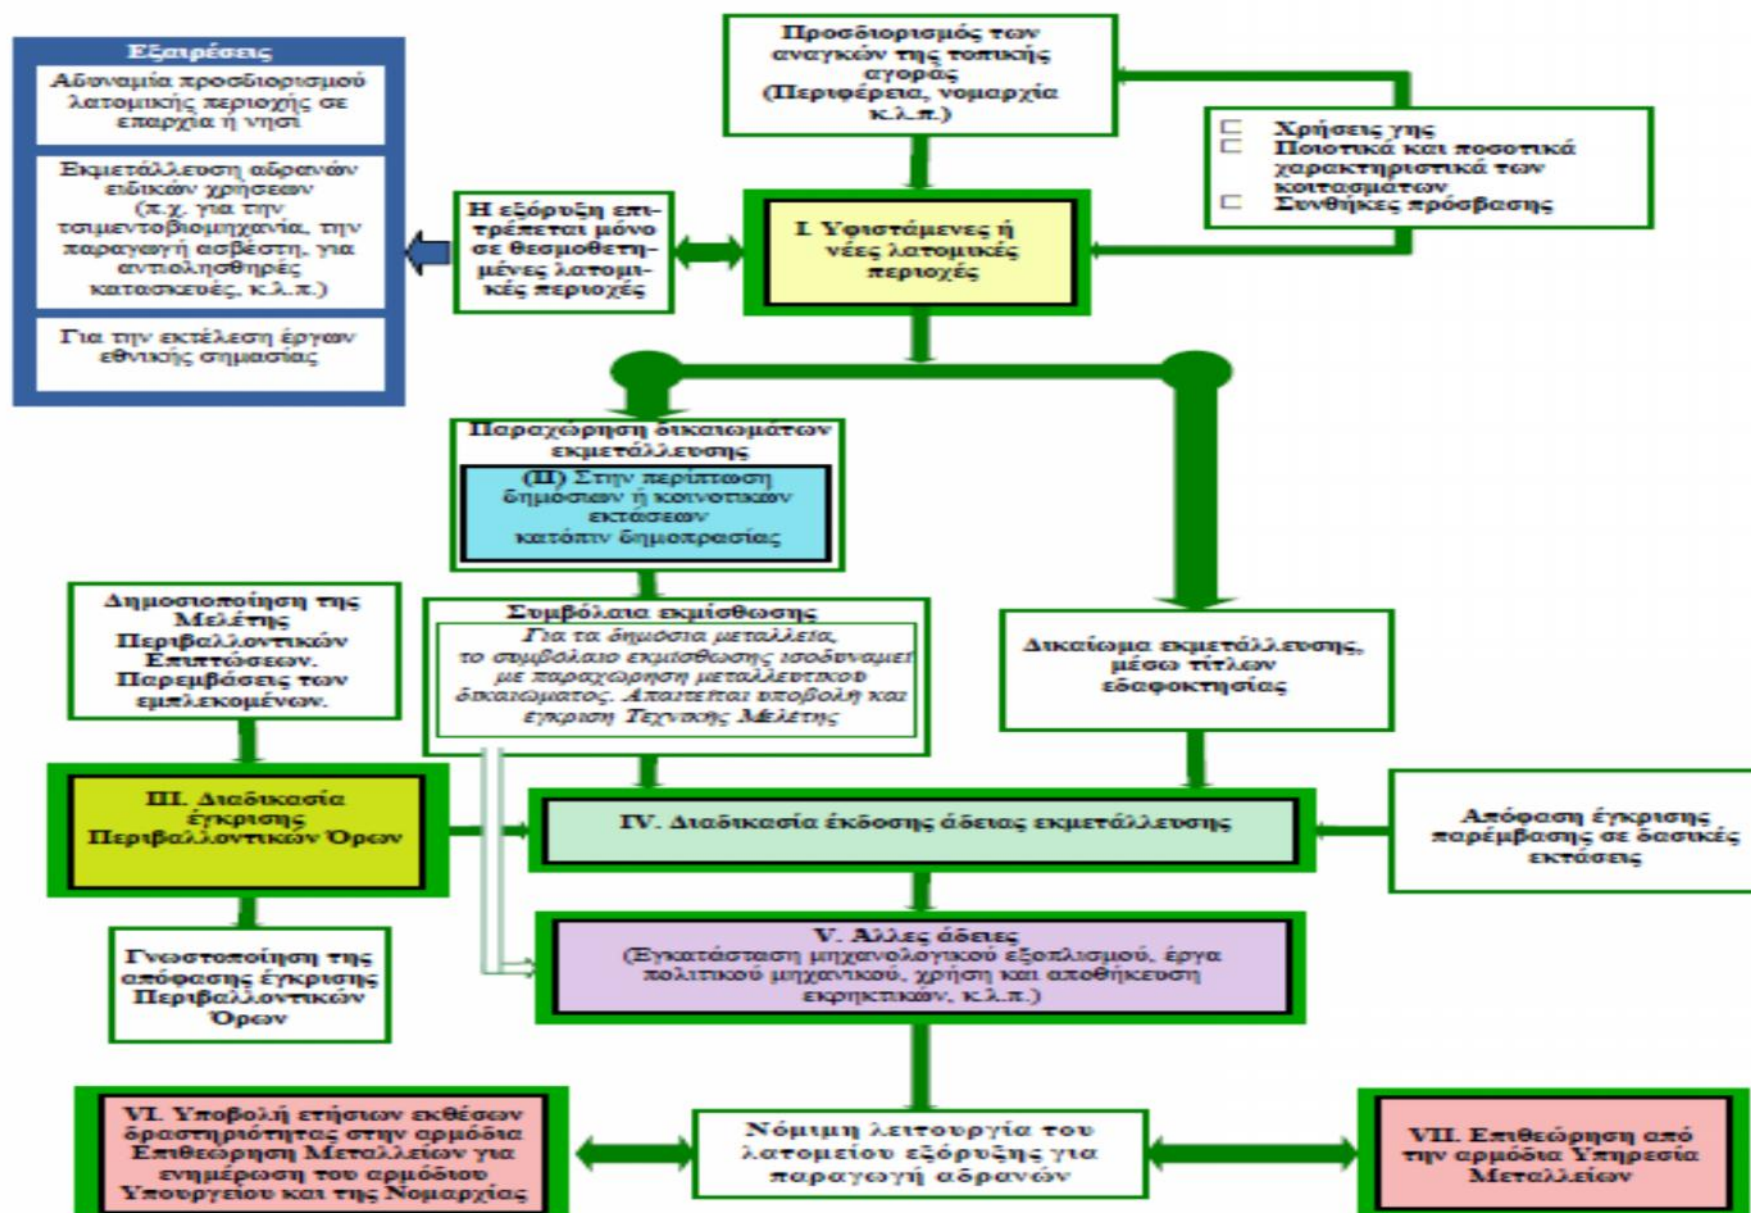 Εξαιρέσεις
Αδυναμία προσδιορισμού
λατομικής περιοχής σε
επαρχία ή νησί
Εκμετάλλευση αδρανών
ειδικών χρήσεων
(π.χ. για την
τσιμεντοβιομηχανία, την
παραγωγή ασβέστη, για
αντιολησθηρές
κατασκευές, κ.λ.π.)
Για την εκτέλεση έργων
εθνικής σημασίας
Προσδιορισμός των
αναγκών της τοπικής
αγοράς
(Περιφέρεια, νομαρχία
κ.λ.π.)
Χρήσεις γης
Ποιοτικά και ποσοτικά
χαρακτηριστικά των
κοιτασμάτων
Συνθήκες πρόσβασης
Η εξόρυξη επι-
τρέπεται μόνο
σε θεσμοθετη-
μένες λατομι-
κές περιοχές
Ι. Υφιστάμενες ή
νέες λατομικές
περιοχές
Παραχώρηση δικαιωμάτων
εκμετάλλευσης
(ΙΙ) Στην περίπτωση
δημόσιων ή κοινοτικών
εκτάσεων
κατόπιν δημοπρασίας
Δημοσιοποίηση της
Μελέτης
Περιβαλλοντικών
Επιπτώσεων.
Παρεμβάσεις των
εμπλεκομένων.
Συμβόλαια εκμίσθωσης
Για τα δημόσια μεταλλεία,
το συμβόλαιο εκμίσθωσης ισοδυναμεί
με παραχώρηση μεταλλευτικού
δικαιώματος. Απαιτείται υποβολή και
έγκριση Τεχνικής Μελέτης
Δικαίωμα εκμετάλλευσης,
μέσω τίτλων
εδαφοκτησίας
ΙΙΙ. Διαδικασία
έγκρισης
Περιβαλλοντικών Όρων
IV. Διαδικασία έκδοσης άδειας εκμετάλλευσης
Απόφαση έγκρισης
παρέμβασης σε δασικές
εκτάσεις
Γνωστοποίηση της
απόφασης έγκρισης
Περιβαλλοντικών
Όρων
V. Άλλες άδειες
(Εγκατάσταση μηχανολογικού εξοπλισμού, έργα
πολιτικού μηχανικού, χρήση και αποθήκευση
εκρηκτικών, κ.λ.π.)
VI. Υποβολή ετήσιων εκθέσεων
δραστηριότητας στην αρμόδια
Επιθεώρηση Μεταλλείων για
ενημέρωση του αρμόδιου
Υπουργείου και της Νομαρχίας
Νόμιμη λειτουργία του
λατομείου εξόρυξης για
παραγωγή αδρανών
VII. Επιθεώρηση από
την αρμόδια Υπηρεσία
Μεταλλείων